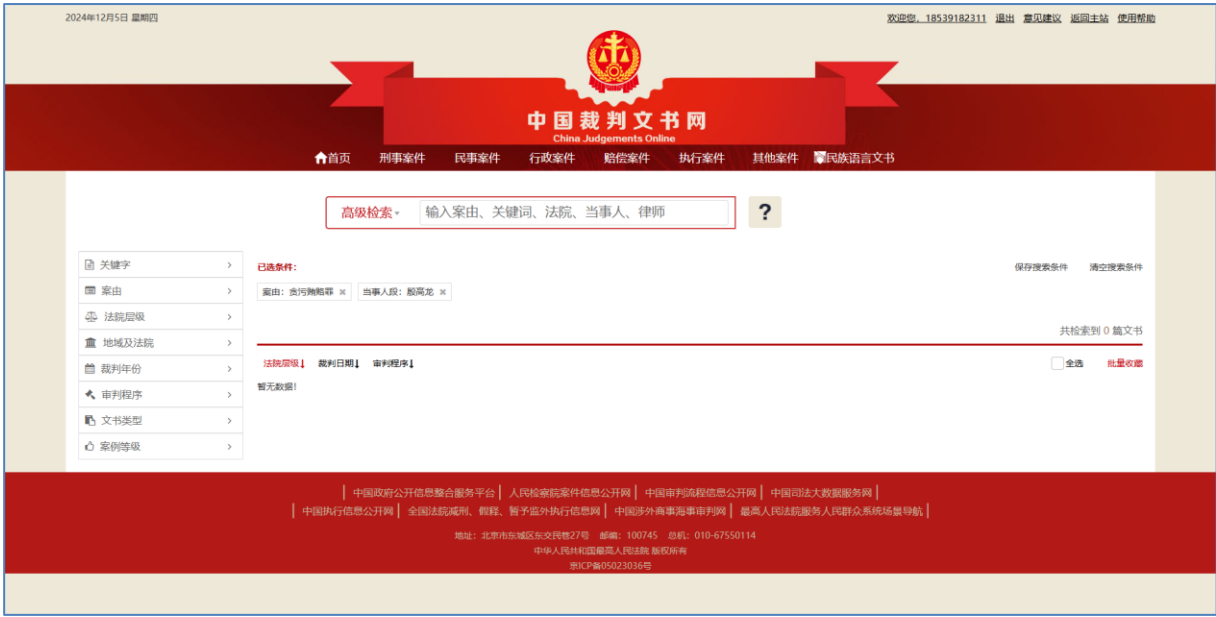 2024年12月5日 星期四
欢迎您，18539182311 退出 意见建议 返回主站 使用帮助
中国裁判文书网
China Judgements Online
首页 刑事案件 民事案件 行政案件 赔偿案件 执行案件 其他案件 民族语言文书
高级检索 输入案由、关键词、法院、当事人、律师 ?
关键字
案由
法院层级
地域及法院
裁判年份
审判程序
文书类型
案例等级
已选条件：
保存搜索条件 清空搜索条件
案由：贪污贿赂罪 × 当事人段：殷亮龙 ×
共检索到 0 篇文书
法院层级↓ 裁判日期↓ 审判程序↓
全选 批量收藏
暂无数据!
| 中国政府公开信息整合服务平台 | 人民检察院案件信息公开网 | 中国审判流程信息公开网 | 中国司法大数据服务网 |
| 中国执行信息公开网 | 全国法院减刑、假释、暂予监外执行信息网 | 中国涉外商事海事审判网 | 最高人民法院服务人民群众系统场景导航 |
地址：北京市东城区东交民巷27号 邮编：100745 总机：010-67550114
中华人民共和国最高人民法院 版权所有
京ICP备05023036号